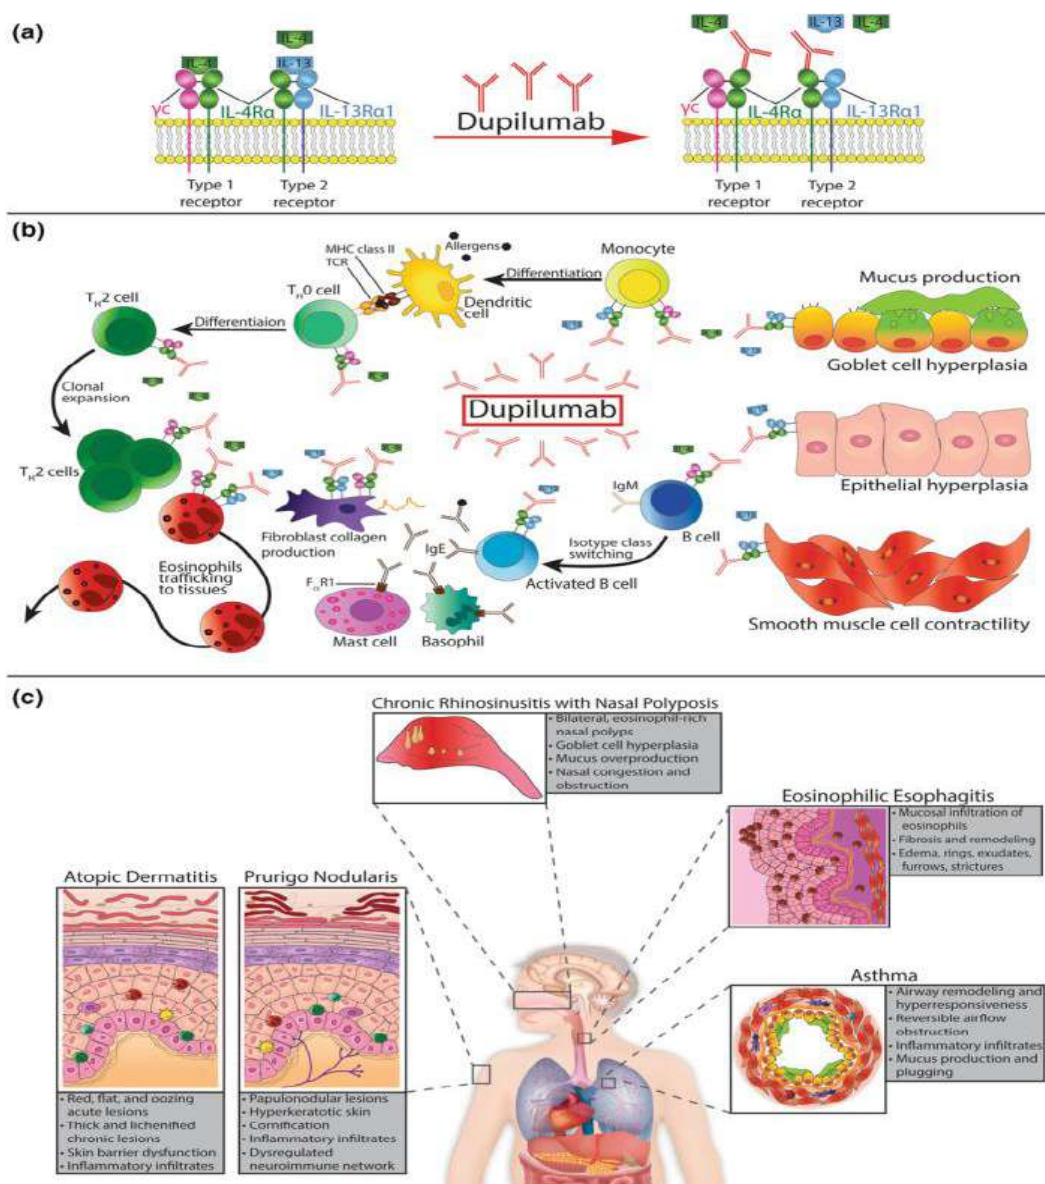 (a)
IL-4
IL-4
IL-13
γc
IL-4Rα
IL-13Rα1
Type 1
receptor
Type 2
receptor
Dupilumab
IL-4
IL-13
IL-4
γc
IL-4Rα
IL-13Rα1
Type 1
receptor
Type 2
receptor
(b)
MHC class II
TCR
Allergens
Dendritic
cell
Differentiation
Monocyte
Mucus production
Goblet cell hyperplasia
TH2 cell
Differentiaion
TH0 cell
Clonal
expansion
TH2 cells
Dupilumab
Epithelial hyperplasia
Fibroblast collagen
production
IgM
B cell
Isotype class
switching
IgE
Activated B cell
Eosinophils
trafficking
to tissues
FcR1
Mast cell
Basophil
Smooth muscle cell contractility
(c)
Chronic Rhinosinusitis with Nasal Polyposis
• Bilateral, eosinophil-rich
nasal polyps
• Goblet cell hyperplasia
• Mucus overproduction
• Nasal congestion and
obstruction
Eosinophilic Esophagitis
• Mucosal infiltration of
eosinophils
• Fibrosis and remodeling
• Edema, rings, exudates,
furrows, strictures
Atopic Dermatitis
• Red, flat, and oozing
acute lesions
• Thick and lichenified
chronic lesions
• Skin barrier dysfunction
• Inflammatory infiltrates
Prurigo Nodularis
• Papulonodular lesions
• Hyperkeratotic skin
• Cornification
• Inflammatory infiltrates
• Dysregulated
neuroimmune network
Asthma
• Airway remodeling and
hyperresponsiveness
• Reversible airflow
obstruction
• Inflammatory infiltrates
• Mucus production and
plugging